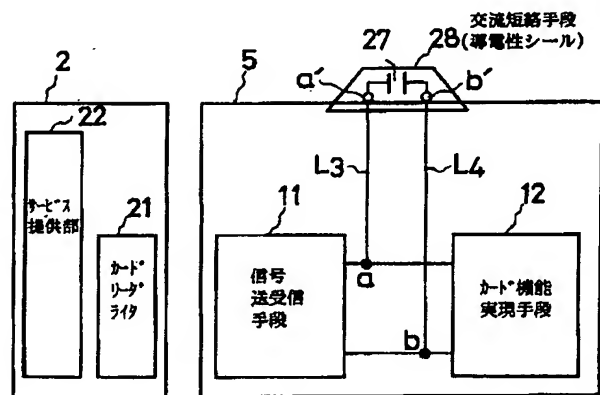 交流短絡手段
27 28(導電性シール)
2 5 a' b'
22
L3 L4
21 11 12
サービス
提供部
カード
リーダ
ライタ
信号
送受信
手段
a
カード機能
実現手段
b